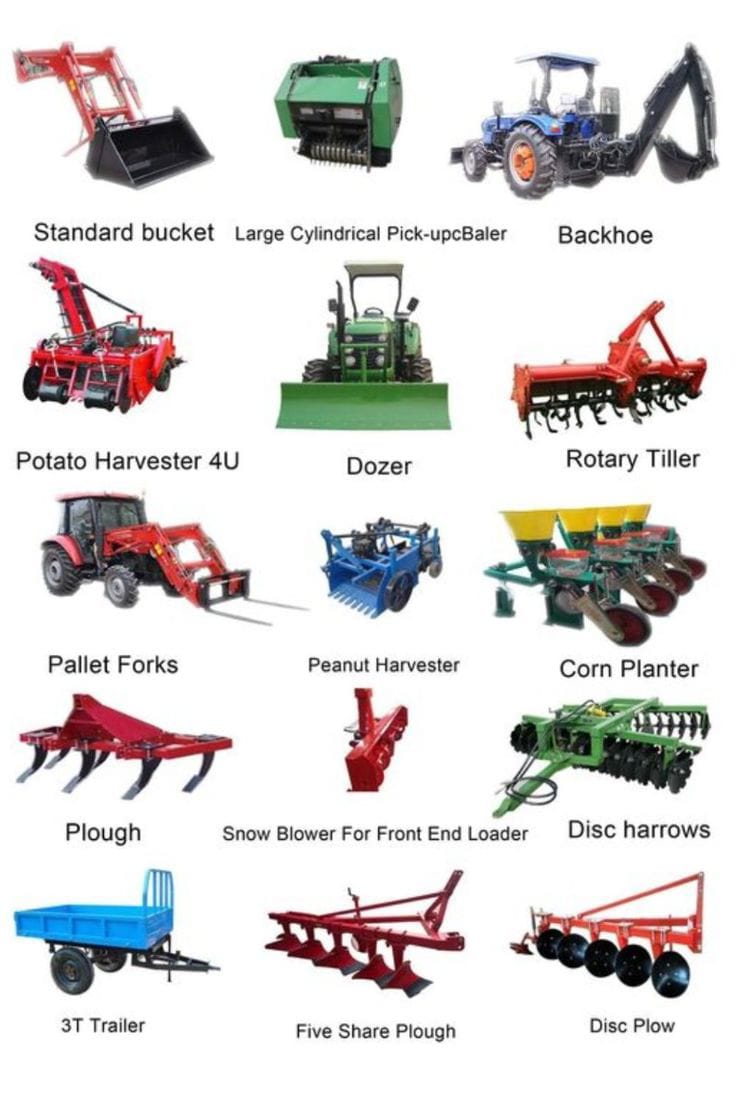 Standard bucket
Large Cylindrical Pick-upcBaler
Backhoe
Potato Harvester 4U
Dozer
Rotary Tiller
Pallet Forks
Peanut Harvester
Corn Planter
Plough
Snow Blower For Front End Loader
Disc harrows
3T Trailer
Five Share Plough
Disc Plow